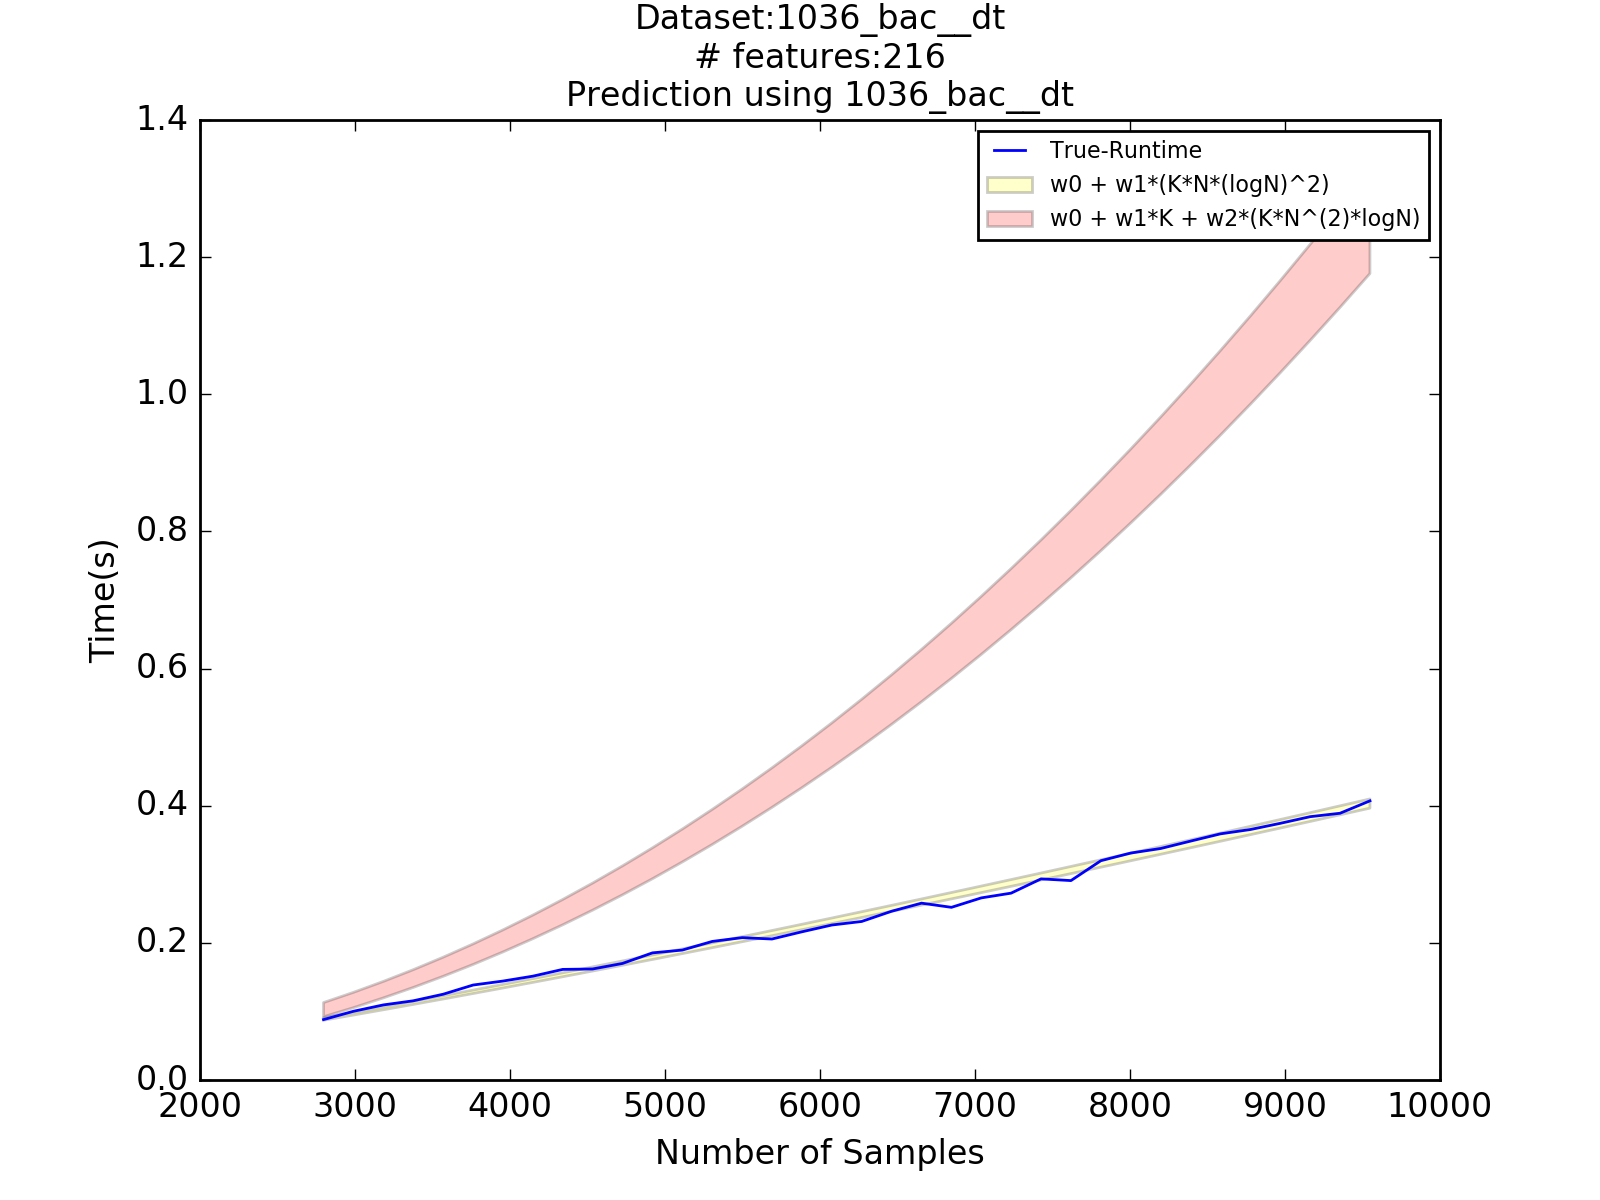 Dataset:1036_bac__dt
# features:216
Prediction using 1036_bac__dt
True-Runtime
w0 + w1*(K*N*(logN)^2)
w0 + w1*K + w2*(K*N^(2)*logN)
1.4
1.2
1.0
0.8
0.6
0.4
0.2
0.0
Time(s)
2000 3000 4000 5000 6000 7000 8000 9000 10000
Number of Samples